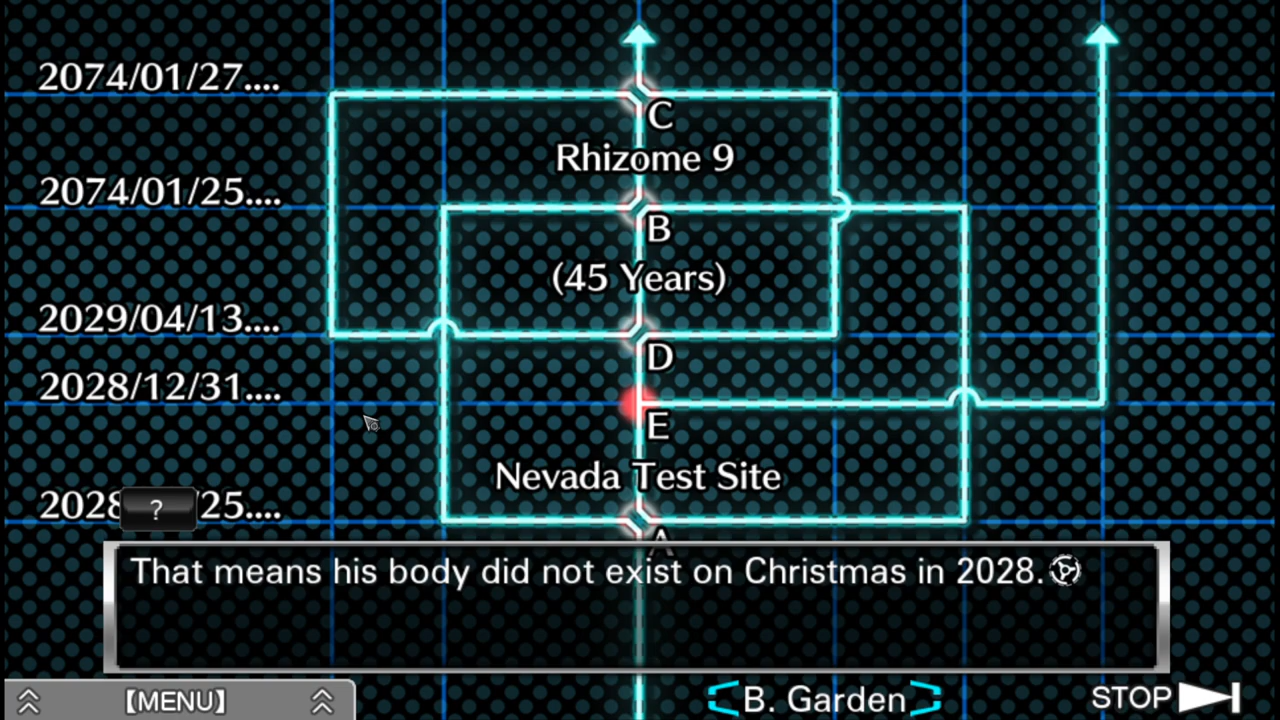 2074/01/27....
C
Rhizome 9
2074/01/25....
B
(45 Years)
2029/04/13....
D
2028/12/31....
E
Nevada Test Site
2028
?
/25....
A
That means his body did not exist on Christmas in 2028.
【MENU】
B. Garden
STOP